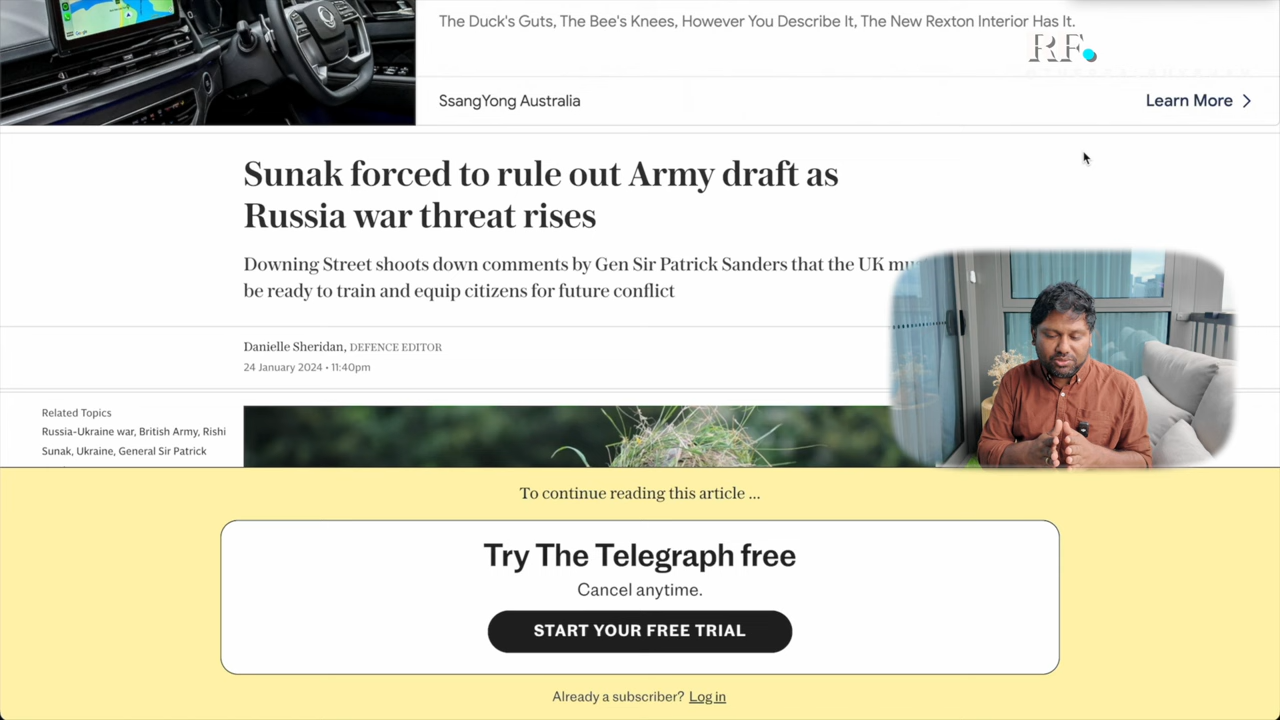 The Duck's Guts, The Bee's Knees, However You Describe It, The New Rexton Interior Has It.
RF.
SsangYong Australia
Learn More
Sunak forced to rule out Army draft as
Russia war threat rises
Downing Street shoots down comments by Gen Sir Patrick Sanders that the UK mu
be ready to train and equip citizens for future conflict
Danielle Sheridan, DEFENCE EDITOR
24 January 2024 • 11:40pm
Related Topics
Russia-Ukraine war, British Army, Rishi
Sunak, Ukraine, General Sir Patrick
To continue reading this article ...
Try The Telegraph free
Cancel anytime.
START YOUR FREE TRIAL
Already a subscriber? Log in